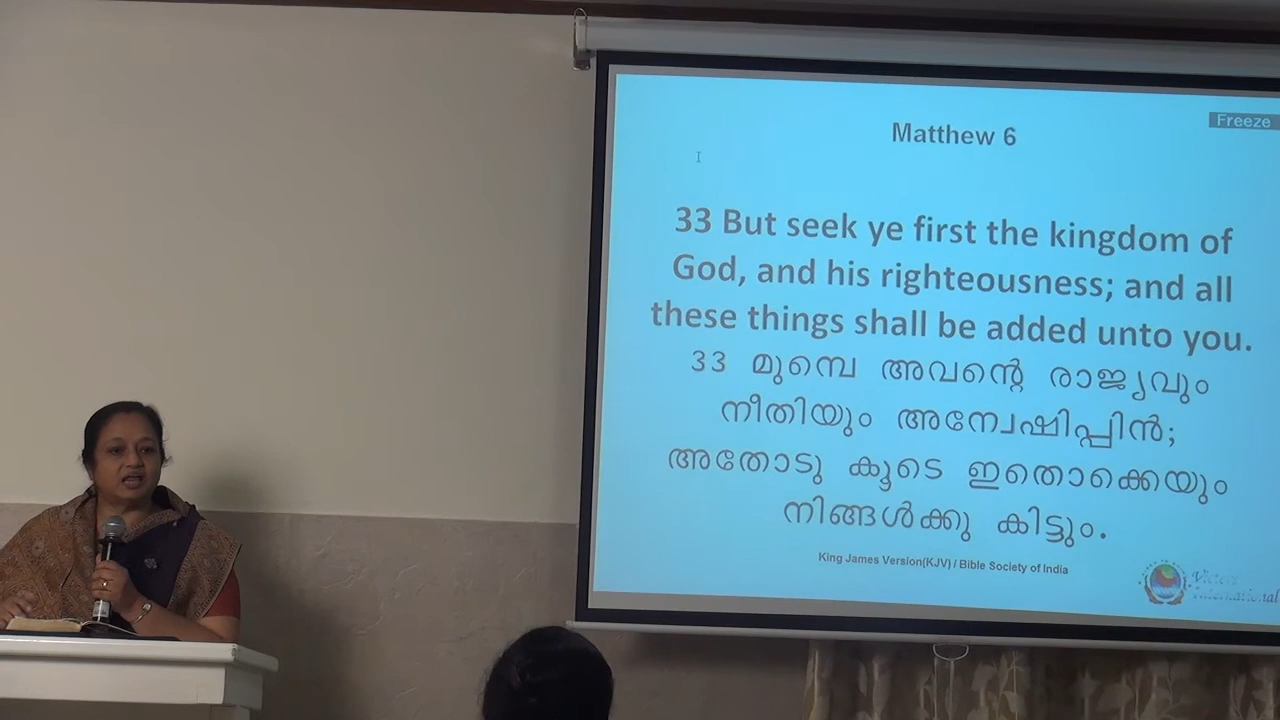 Freeze
Matthew 6
33 But seek ye first the kingdom of
God, and his righteousness; and all
these things shall be added unto you.
33 മുമ്പെ അവന്റെ രാജ്യവും
നീതിയും അന്വേഷിപ്പിൻ;
അതോടു കൂടെ ഇതൊക്കെയും
നിങ്ങൾക്കു കിട്ടും.
King James Version(KJV) / Bible Society of India
International